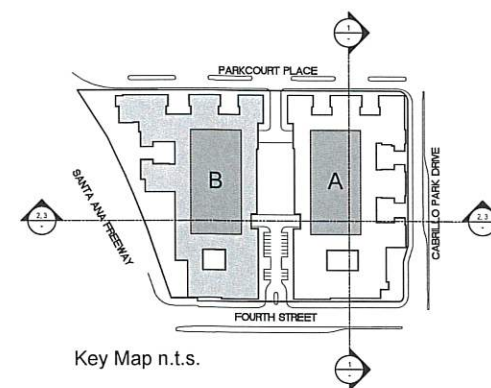 1
-
PARKCOURT PLACE
SANTA ANA FREEWAY
B
A
CABRILLO PARK DRIVE
2, 3
-
2, 3
-
FOURTH STREET
Key Map n.t.s.
1
-